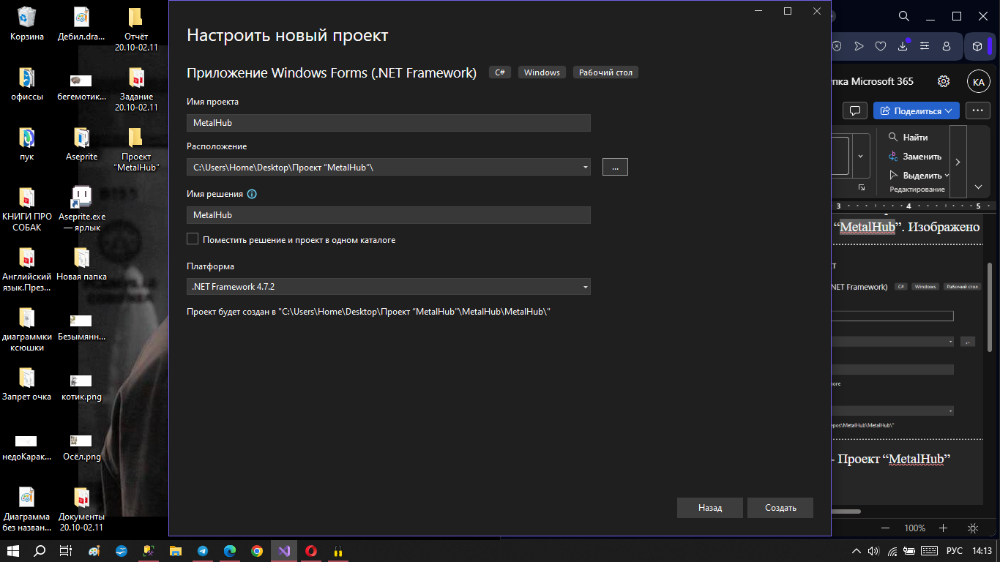 Корзина
Дебил.dra...
Отчёт
20.10-02.11
офиссы
бегемотик...
Задание
20.10-02.11
пук
Aseprite
Проект
“MetalHub”
КНИГИ ПРО
СОБАК
Aseprite.exe
— ярлык
Английский
язык.През...
Новая папка
диаграммки
ксюшки
Безымянн...
Запрет очка
котик.png
недоКарак...
Осёл.png
Диаграмма
без назван...
Документы
20.10-02.11
Настроить новый проект
Приложение Windows Forms (.NET Framework)
C#
Windows
Рабочий стол
Имя проекта
MetalHub
Расположение
C:\Users\Home\Desktop\Проект “MetalHub”\
...
Имя решения
MetalHub
Поместить решение и проект в одном каталоге
Платформа
.NET Framework 4.7.2
Проект будет создан в "C:\Users\Home\Desktop\Проект “MetalHub”\MetalHub\MetalHub\"
Назад
Создать
упка Microsoft 365
KA
Поделиться
...
Найти
Заменить
Выделить
Редактирование
3 4 5
“MetalHub”. Изображено
NET Framework)
C#
Windows
Рабочий стол
epos\MetalHub\MetalHub\"
- Проект “MetalHub”
100%
РУС
14:13